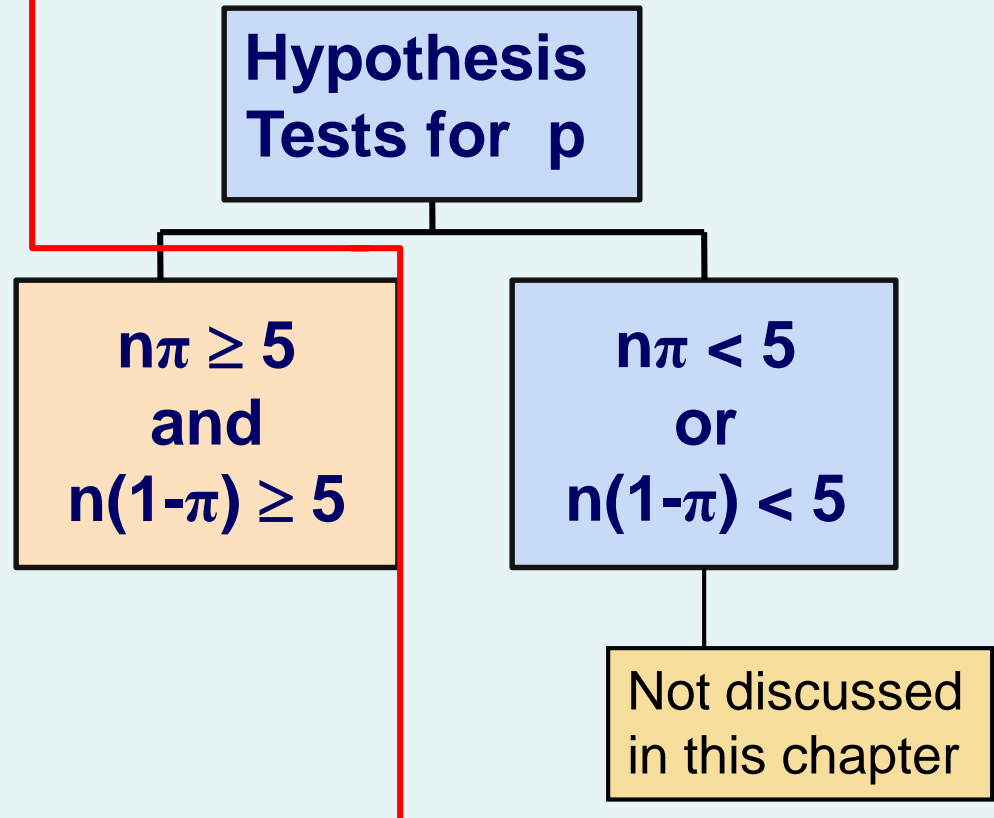 Hypothesis
Tests for p
nπ ≥ 5
and
n(1-π) ≥ 5
nπ < 5
or
n(1-π) < 5
Not discussed
in this chapter